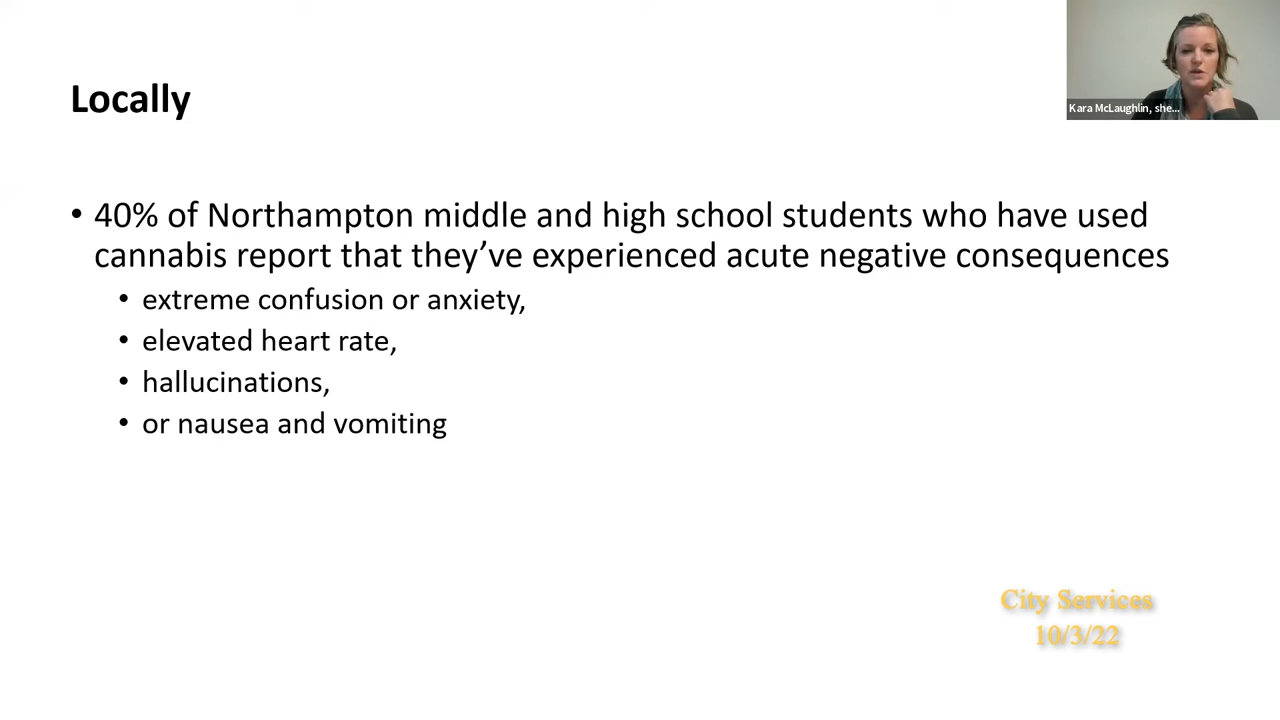 Locally
Kara McLaughlin, she...
• 40% of Northampton middle and high school students who have used
cannabis report that they’ve experienced acute negative consequences
• extreme confusion or anxiety,
• elevated heart rate,
• hallucinations,
• or nausea and vomiting
City Services
10/3/22